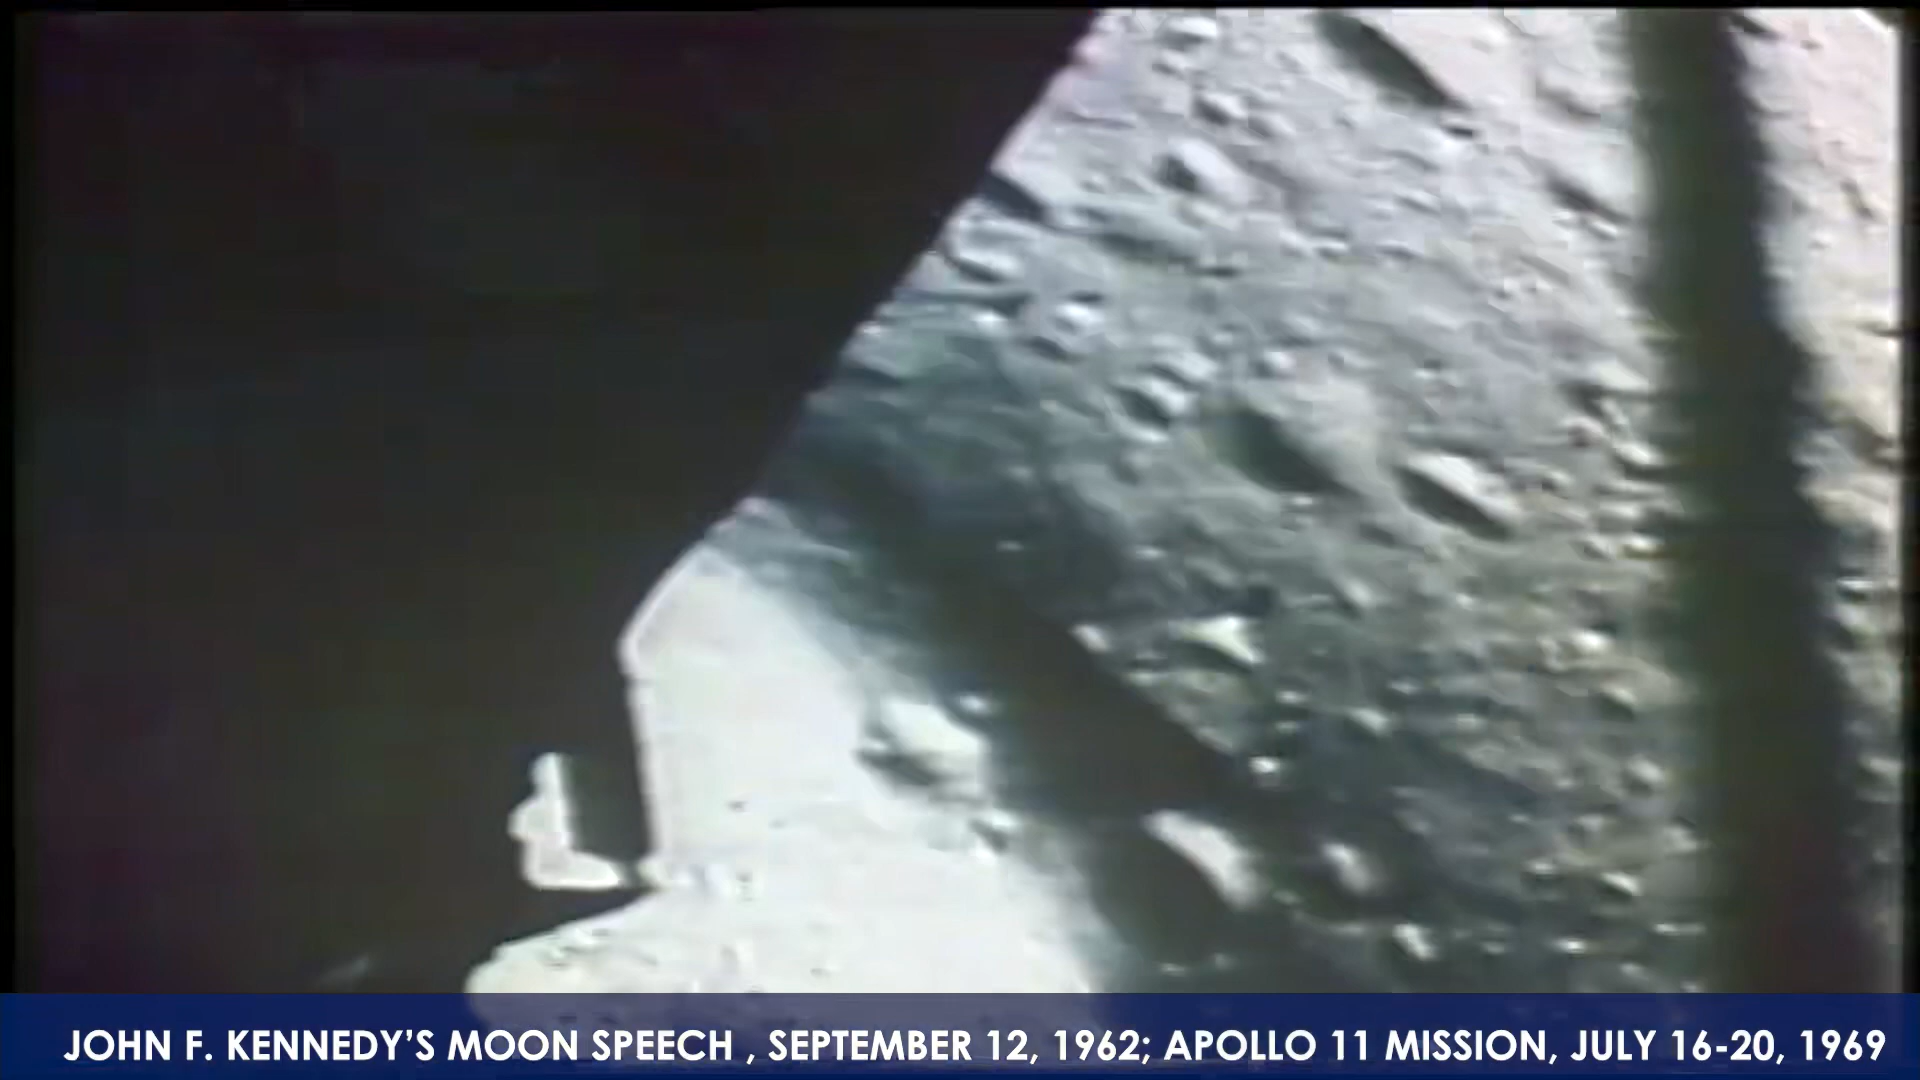 JOHN F. KENNEDY’S MOON SPEECH , SEPTEMBER 12, 1962; APOLLO 11 MISSION, JULY 16-20, 1969